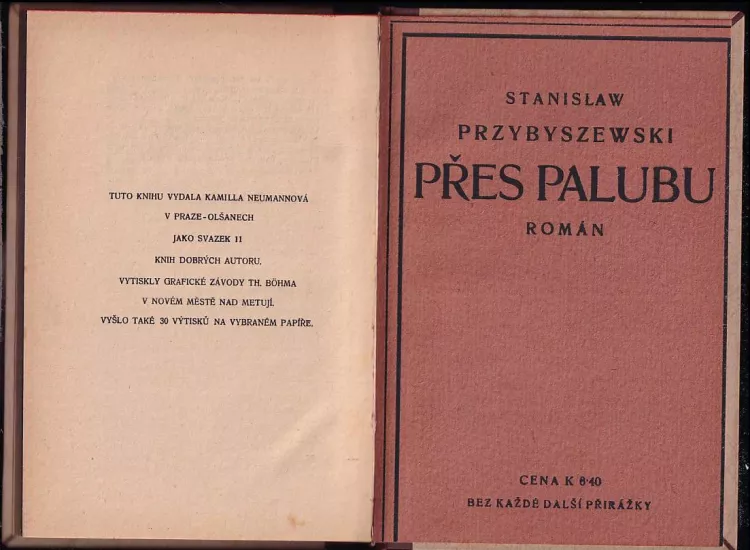 TUTO KNIHU VYDALA KAMILLA NEUMANNOVÁ
V PRAZE-OLŠANECH
JAKO SVAZEK 11
KNIH DOBRÝCH AUTORU.
VYTISKLY GRAFICKÉ ZÁVODY TH. BÖHMA
V NOVÉM MĚSTĚ NAD METUJÍ.
VYŠLO TAKÉ 30 VÝTISKŮ NA VYBRANÉM PAPÍŘE.
STANISŁAW
PRZYBYSZEWSKI
PŘES PALUBU
ROMÁN
CENA K 6·40
BEZ KAŽDÉ DALŠÍ PŘIRÁŽKY